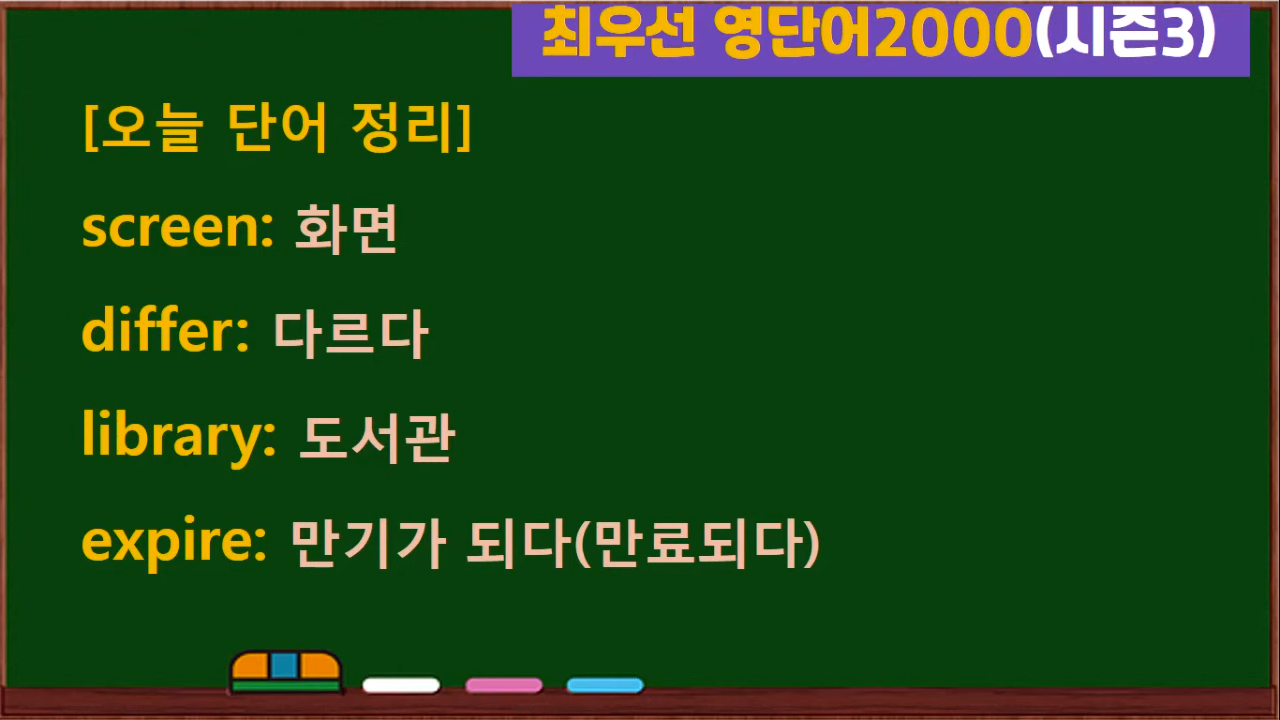 최우선 영단어2000(시즌3)
[오늘 단어 정리]
screen: 화면
differ: 다르다
library: 도서관
expire: 만기가 되다(만료되다)